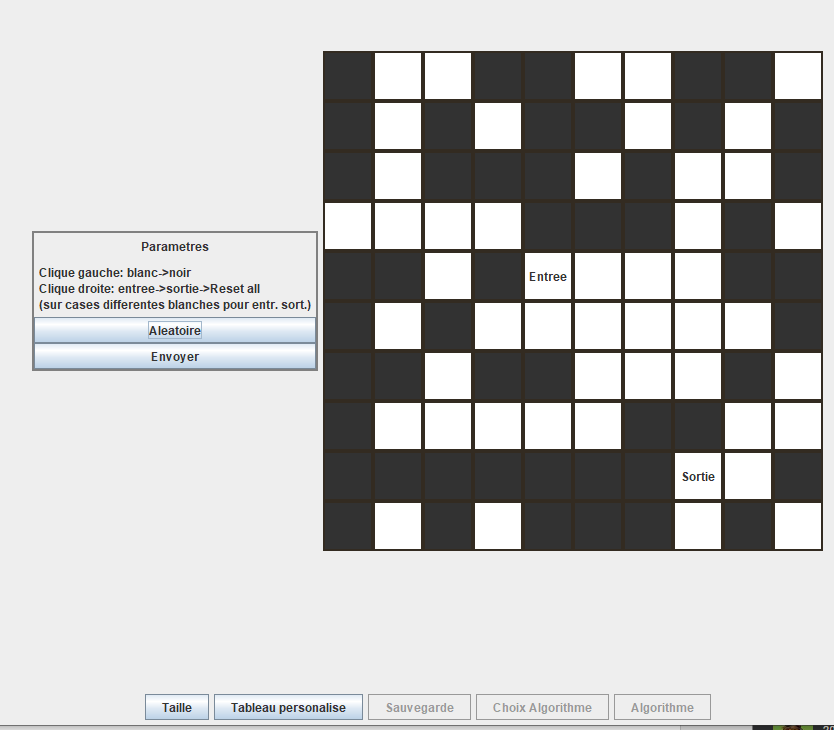 Parametres
Clique gauche: blanc->noir
Clique droite: entree->sortie->Reset all
(sur cases differentes blanches pour entr. sort.)
Aleatoire
Envoyer
Entree
Sortie
Taille
Tableau personalise
Sauvegarde
Choix Algorithme
Algorithme